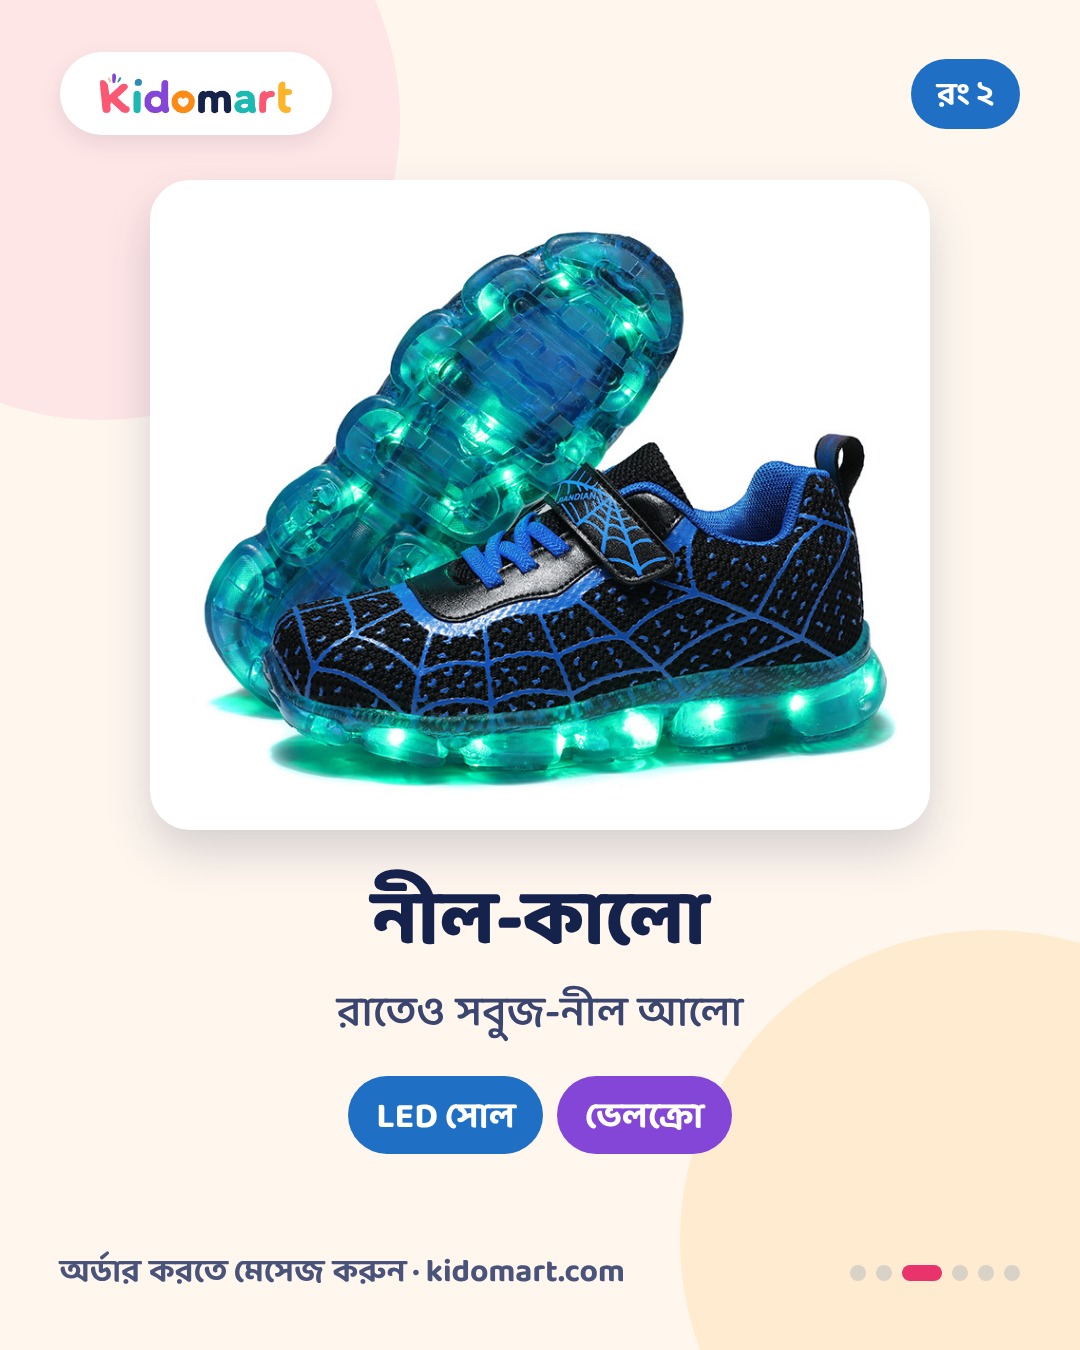 Kidomart
রং ২
নীল-কালো
রাতেও সবুজ-নীল আলো
LED সোল
ভেলক্রো
অর্ডার করতে মেসেজ করুন · kidomart.com